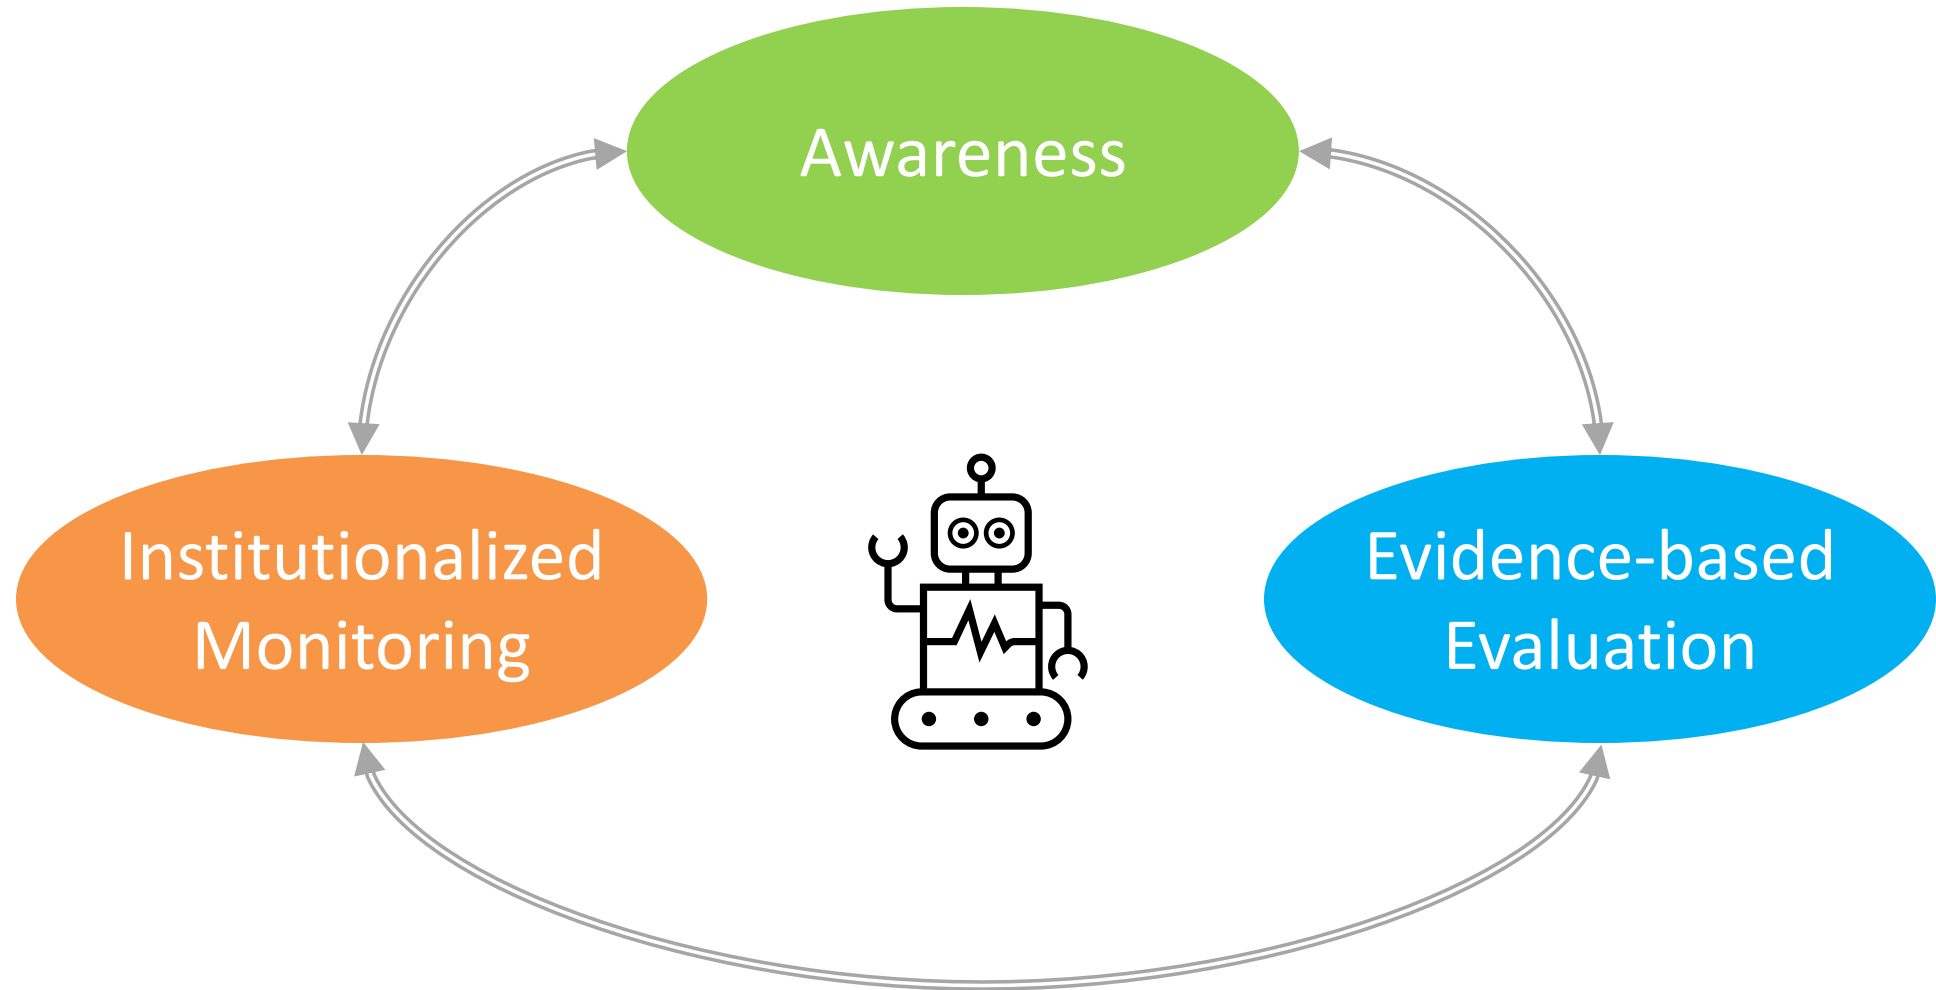 Awareness
Institutionalized
Monitoring
Evidence-based
Evaluation